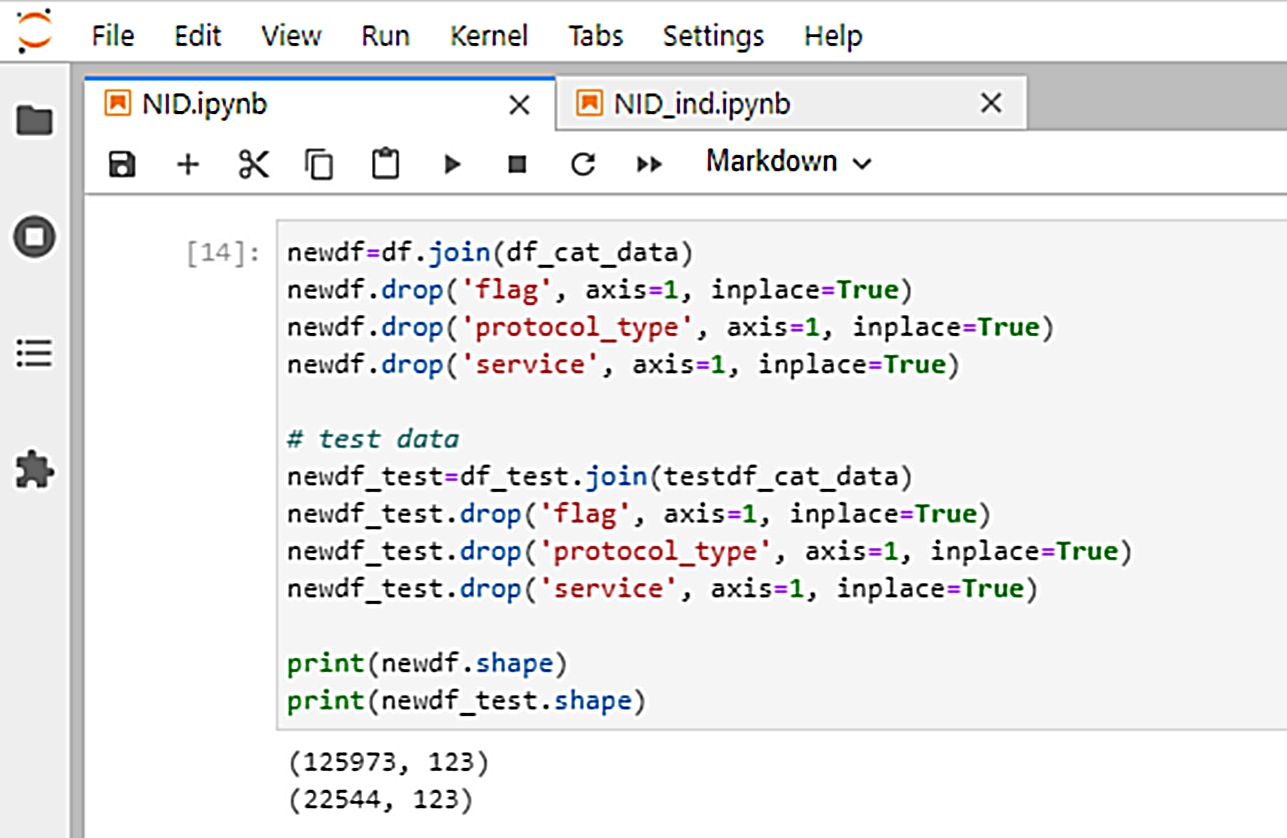 File Edit View Run Kernel Tabs Settings Help
NID.ipynb NID_ind.ipynb
Markdown
[14]:
newdf=df.join(df_cat_data)
newdf.drop('flag', axis=1, inplace=True)
newdf.drop('protocol_type', axis=1, inplace=True)
newdf.drop('service', axis=1, inplace=True)
# test data
newdf_test=df_test.join(testdf_cat_data)
newdf_test.drop('flag', axis=1, inplace=True)
newdf_test.drop('protocol_type', axis=1, inplace=True)
newdf_test.drop('service', axis=1, inplace=True)
print(newdf.shape)
print(newdf_test.shape)
(125973, 123)
(22544, 123)